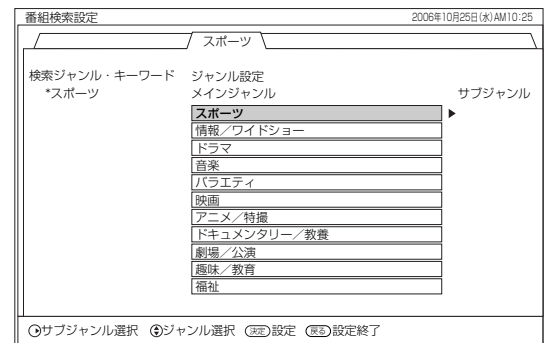 番組検索設定 2006年10月25日(水)AM10:25
スポーツ
検索ジャンル・キーワード ジャンル設定
*スポーツ メインジャンル サブジャンル
スポーツ
情報／ワイドショー
ドラマ
音楽
バラエティ
映画
アニメ／特撮
ドキュメンタリー／教養
劇場／公演
趣味／教育
福祉
サブジャンル選択 ジャンル選択 決定 設定 戻る 設定終了